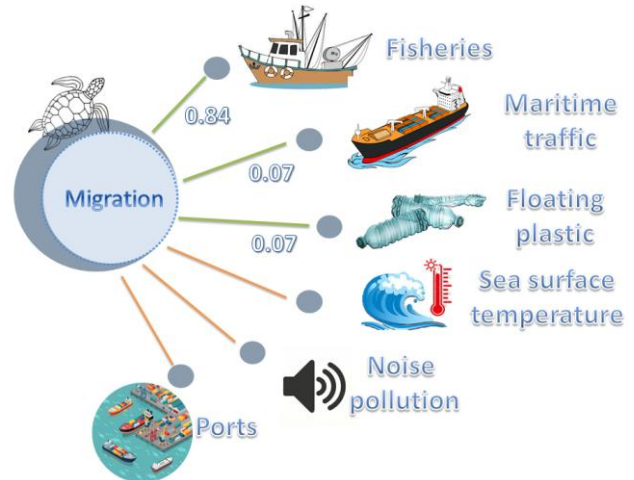 Fisheries
0.84
Maritime
traffic
0.07
Migration
Floating
plastic
0.07
Sea surface
temperature
Noise
pollution
Ports